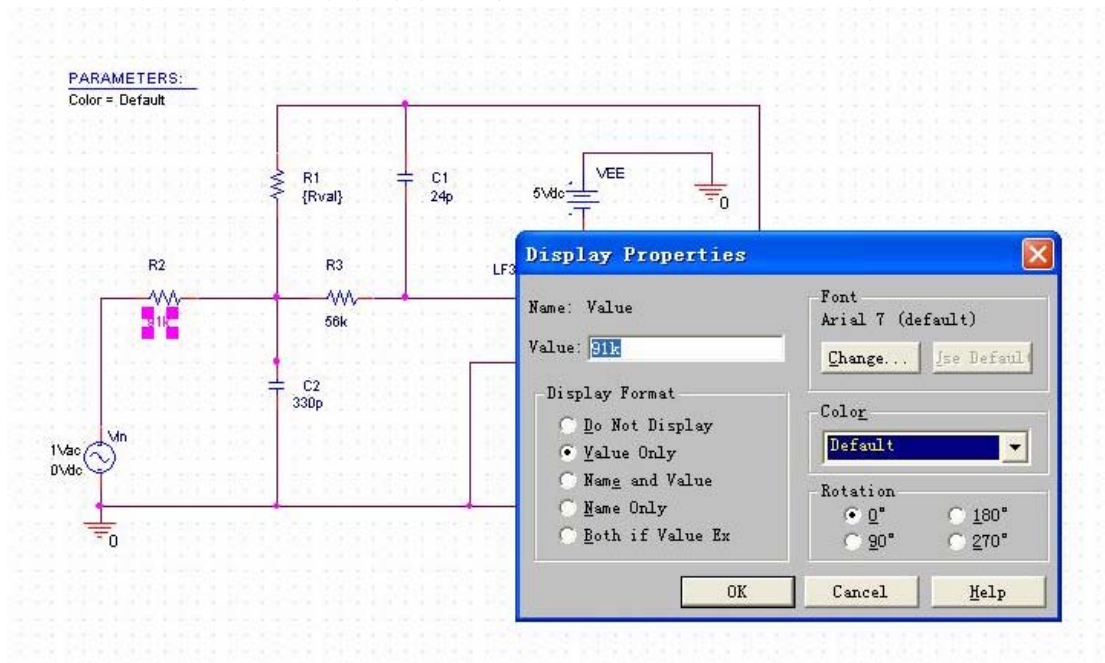 PARAMETERS:
Color = Default
R1
{Rval}
C1
24p
5Vdc
VEE
0
R2
91k
R3
56k
LF3
C2
330p
Vin
1Vac
0Vdc
0
Display Properties
Name: Value
Value: 91k
Display Format
Do Not Display
Value Only
Name and Value
Name Only
Both if Value Ex
Font
Arial 7 (default)
Change...
Use Defaul
Color
Default
Rotation
0°
180°
90°
270°
OK
Cancel
Help